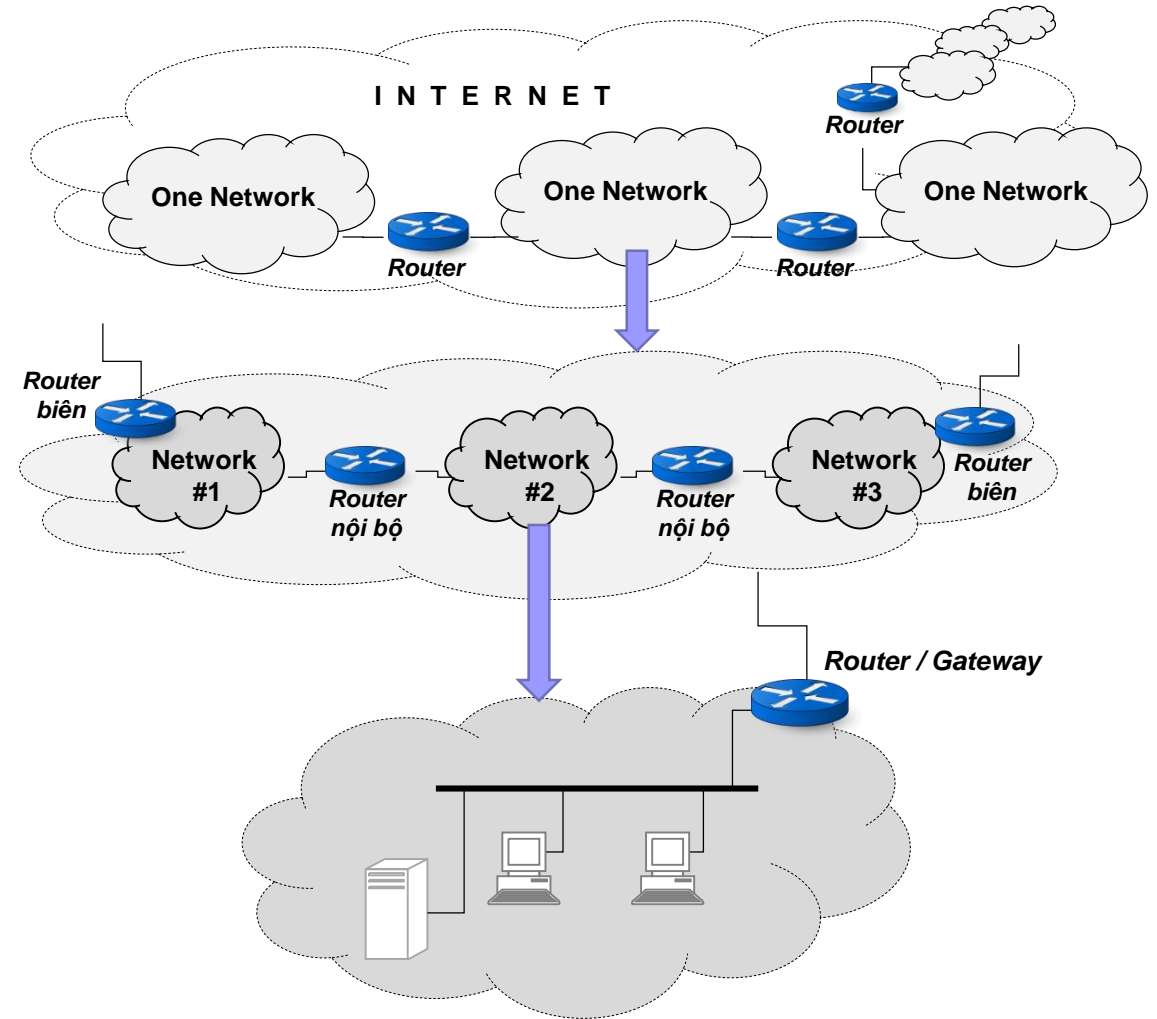 I N T E R N E T
Router
One Network
One Network
One Network
Router
Router
Router
biên
Network
#1
Network
#2
Network
#3
Router
nội bộ
Router
nội bộ
Router
biên
Router / Gateway